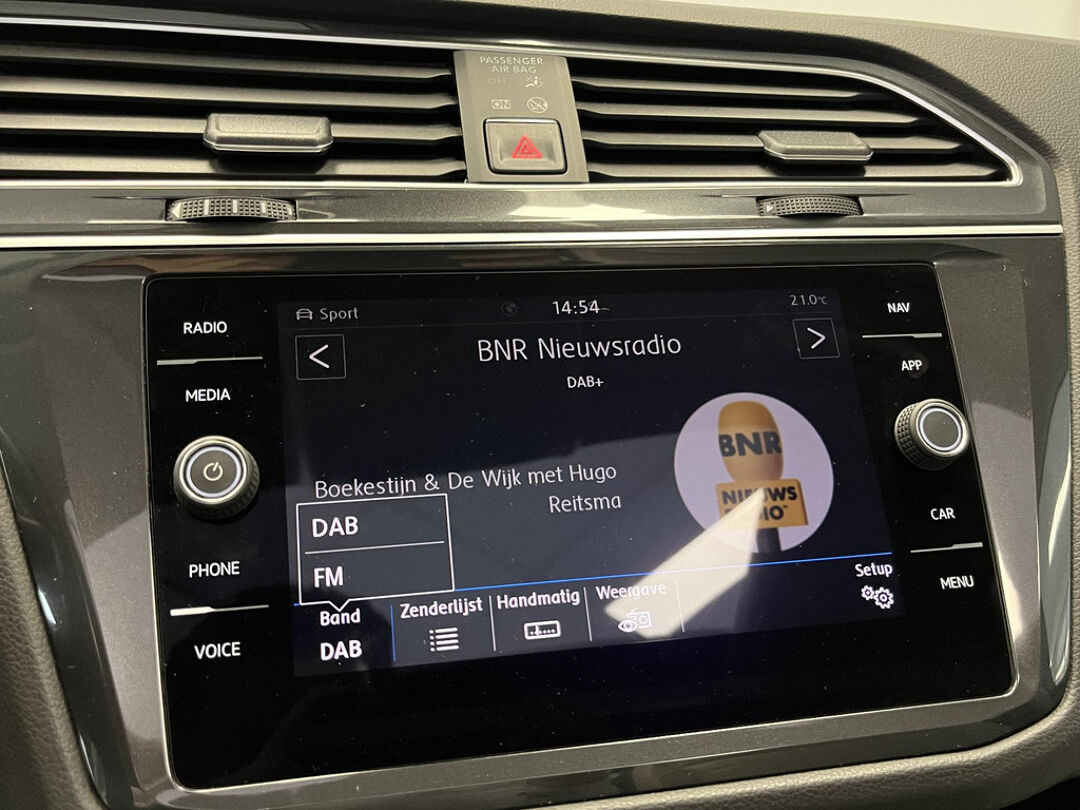 PASSENGER
AIR BAG
OFF
ON
RADIO
MEDIA
PHONE
VOICE
Sport
14:54
21.0°C
BNR Nieuwsradio
DAB+
Boekestijn & De Wijk met Hugo
Reitsma
BNR
NIEUWS
RADIO
DAB
FM
Band
DAB
Zenderlijst
Handmatig
Weergave
Setup
NAV
APP
CAR
MENU